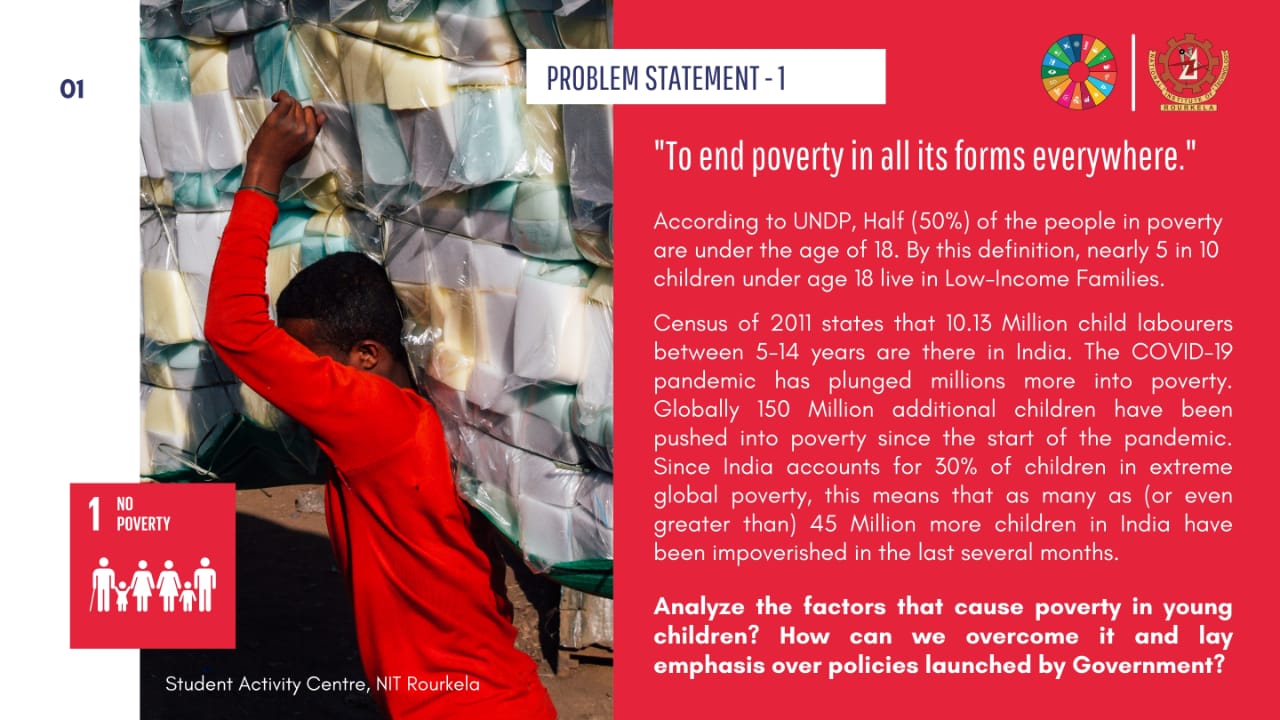 01
PROBLEM STATEMENT - 1
NATIONAL INSTITUTE OF TECHNOLOGY
ROURKELA
"To end poverty in all its forms everywhere."
According to UNDP, Half (50%) of the people in poverty
are under the age of 18. By this definition, nearly 5 in 10
children under age 18 live in Low-Income Families.
Census of 2011 states that 10.13 Million child labourers
between 5-14 years are there in India. The COVID-19
pandemic has plunged millions more into poverty.
Globally 150 Million additional children have been
pushed into poverty since the start of the pandemic.
Since India accounts for 30% of children in extreme
global poverty, this means that as many as (or even
greater than) 45 Million more children in India have
been impoverished in the last several months.
Analyze the factors that cause poverty in young
children? How can we overcome it and lay
emphasis over policies launched by Government?
1 NO
POVERTY
Student Activity Centre, NIT Rourkela